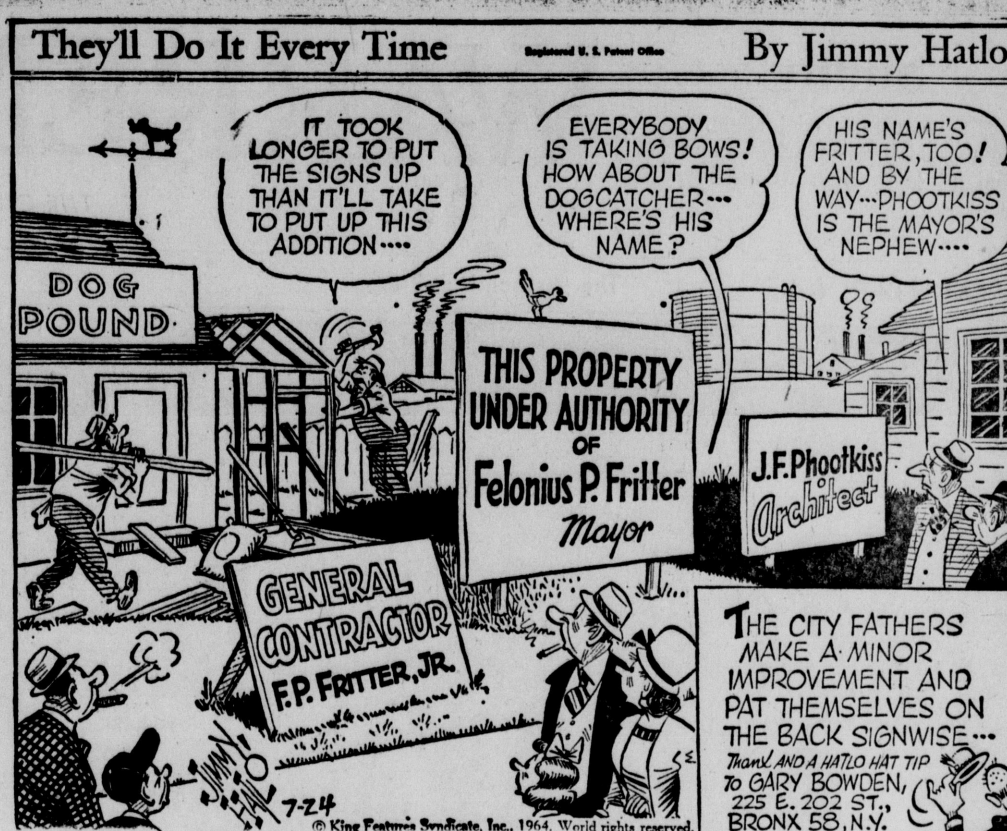 They'll Do It Every Time
Registered U. S. Patent Office
By Jimmy Hatlo
IT TOOK
LONGER TO PUT
THE SIGNS UP
THAN IT'LL TAKE
TO PUT UP THIS
ADDITION····
EVERYBODY
IS TAKING BOWS!
HOW ABOUT THE
DOGCATCHER···
WHERE'S HIS
NAME?
HIS NAME'S
FRITTER, TOO!
AND BY THE
WAY···PHOOTKISS
IS THE MAYOR'S
NEPHEW····
DOG
POUND
THIS PROPERTY
UNDER AUTHORITY
OF
Felonius P. Fritter
Mayor
J.F. Phootkiss
Architect
GENERAL
CONTRACTOR
F.P. FRITTER, JR.
THE CITY FATHERS
MAKE A MINOR
IMPROVEMENT AND
PAT THEMSELVES ON
THE BACK SIGNWISE···
Thanx AND A HATLO HAT TIP
To GARY BOWDEN,
225 E. 202 ST.,
BRONX 58, N.Y.
7-24
© King Features Syndicate, Inc., 1964. World rights reserved.